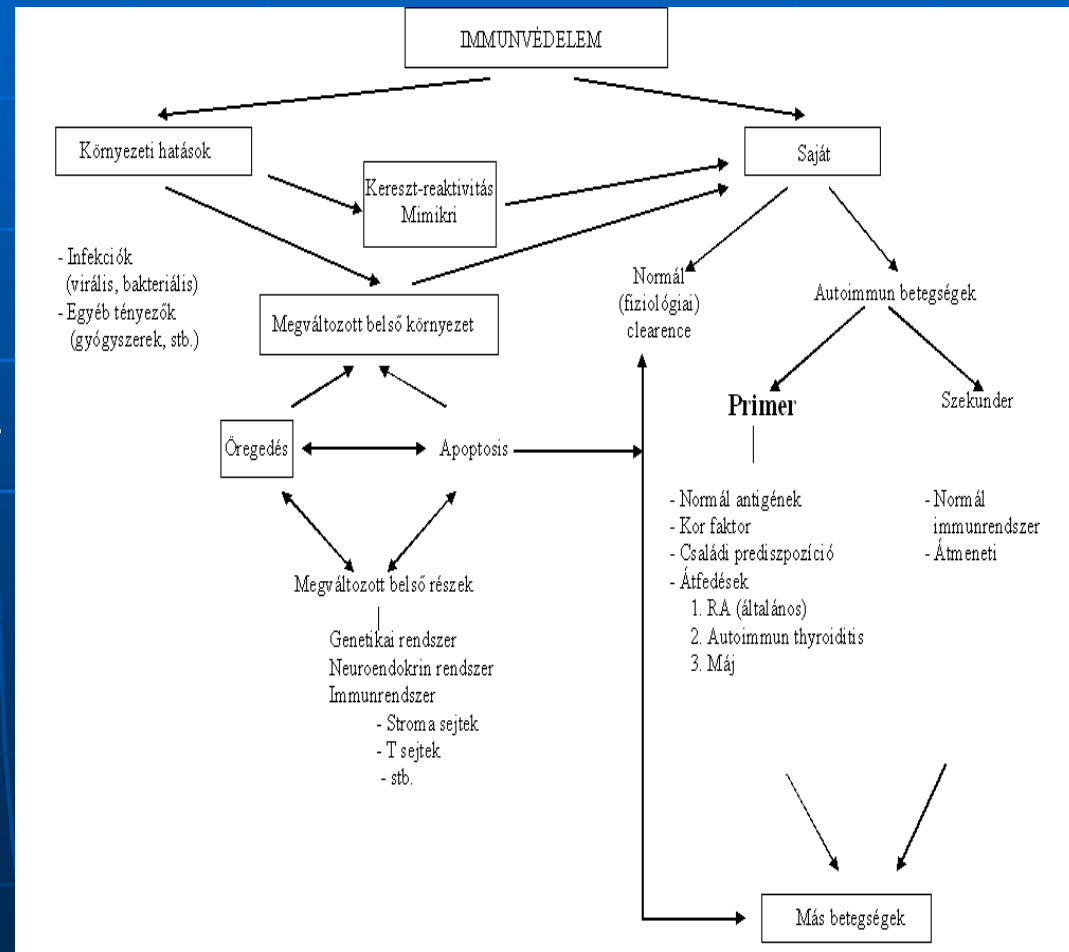 IMMUNVÉDELEM
Környezeti hatások
Saját
Kereszt-reaktivitás
Mimikri
- Infekciók
(virális, bakteriális)
- Egyéb tényezők
(gyógyszerek, stb.)
Megváltozott belső környezet
Normál
(fiziológiai)
clearence
Autoimmun betegségek
Primer
Szekunder
Öregedés
Apoptosis
- Normál antigének
- Kor faktor
- Családi prediszpozíció
- Átfedések
1. RA (általános)
2. Autoimmun thyroiditis
3. Máj
- Normál
immunrendszer
- Átmeneti
Megváltozott belső részek
Genetikai rendszer
Neuroendokrin rendszer
Immunrendszer
- Stroma sejtek
- T sejtek
- stb.
Más betegségek